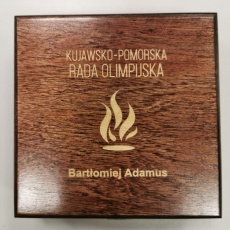 KUJAWSKO-POMORSKA
RADA OLIMPIJSKA
Bartłomiej Adamus